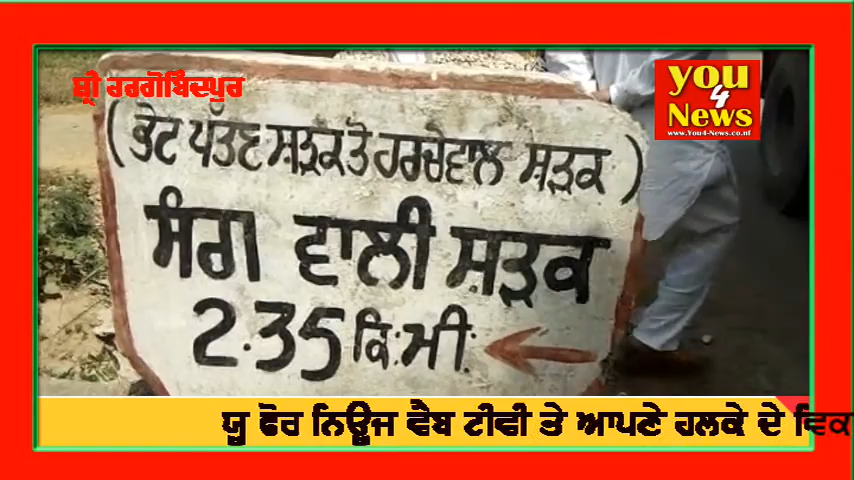 ਸ਼੍ਰੀ ਹਰਗੋਬਿੰਦਪੁਰ
you
4
News
www.You4-News.co.nf
(ਭੇਟ ਪੱਤਣ ਸੜਕ ਤੋ ਹਰਚੋਵਾਲ ਸੜਕ)
ਸੰਗ ਵਾਲੀ ਸੜਕ
2.35 ਕਿ:ਮੀ:
ਯੂ ਫੋਰ ਨਿਊਜ ਵੈਬ ਟੀਵੀ ਤੇ ਆਪਣੇ ਹਲਕੇ ਦੇ ਵਿਕ